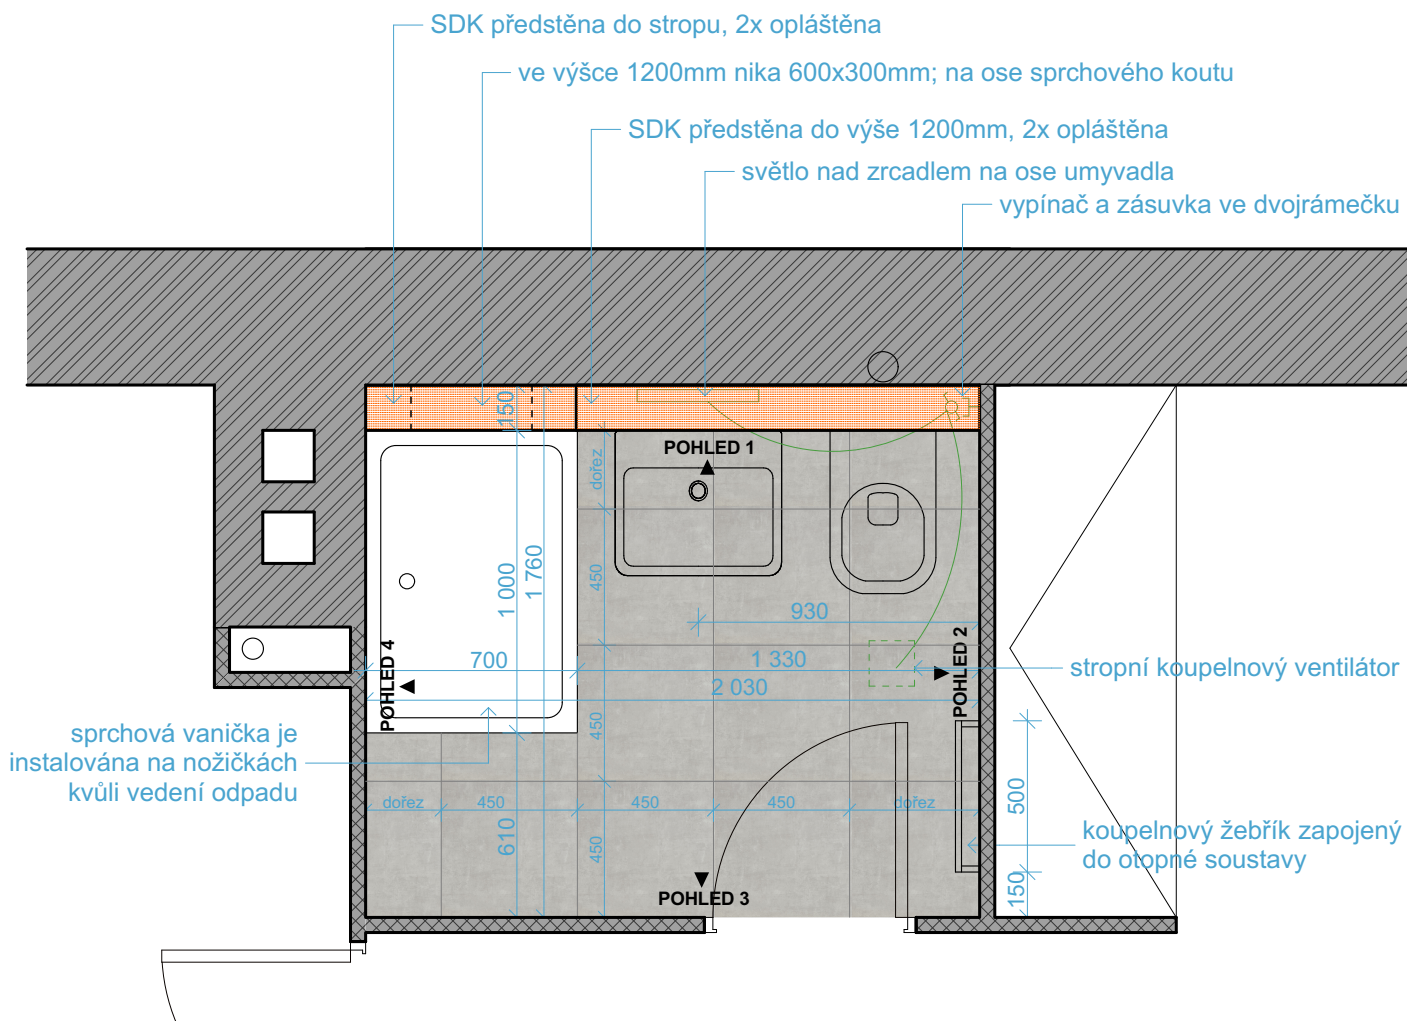 SDK předstěna do stropu, 2x opláštěna
ve výšce 1200mm nika 600x300mm; na ose sprchového koutu
SDK předstěna do výše 1200mm, 2x opláštěna
světlo nad zrcadlem na ose umyvadla
vypínač a zásuvka ve dvojrámečku
150
POHLED 1
dořez
1 000
1 760
450
930
POHLED 4
700
1 330
2 030
POHLED 2
stropní koupelnový ventilátor
sprchová vanička je
instalována na nožičkách
kvůli vedení odpadu
450
500
dořez
450
450
450
dořez
610
450
koupelnový žebřík zapojený
do otopné soustavy
150
POHLED 3